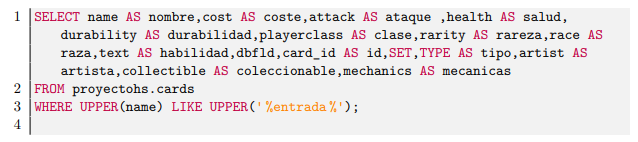 1 SELECT name AS nombre,cost AS coste,attack AS ataque ,health AS salud,
durability AS durabilidad,playerclass AS clase,rarity AS rareza,race AS
raza,text AS habilidad,dbfld,card_id AS id,SET,TYPE AS tipo,artist AS
artista,collectible AS coleccionable,mechanics AS mecanicas
2 FROM proyectohs.cards
3 WHERE UPPER(name) LIKE UPPER('%entrada%');
4